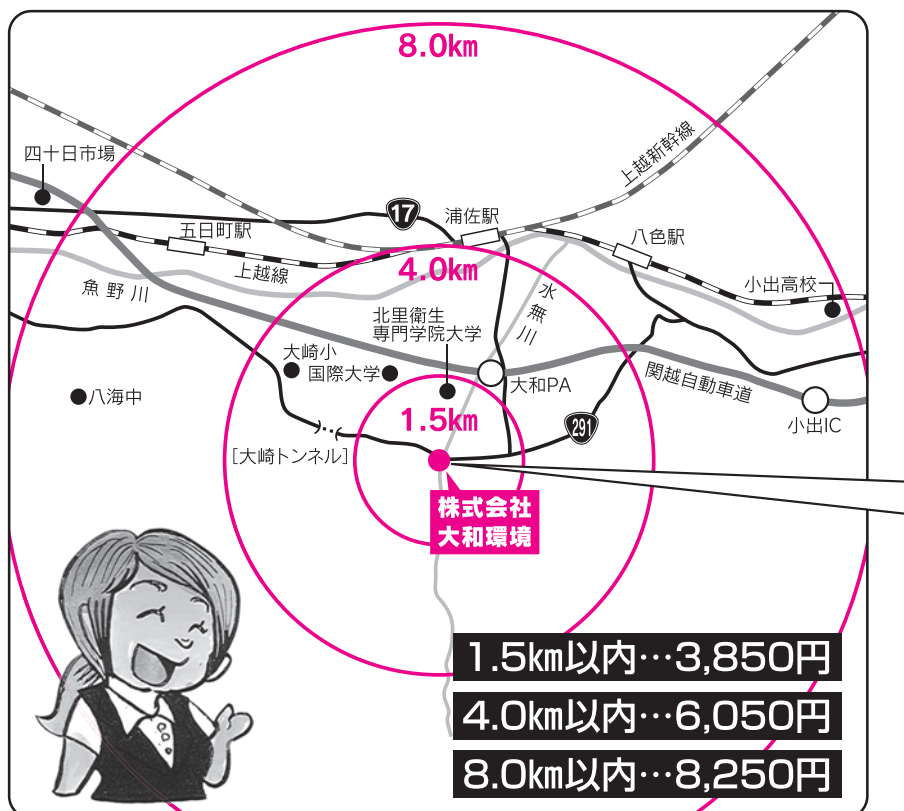 8.0km
上越新幹線
四十日市場
17
浦佐駅
五日町駅
八色駅
上越線
4.0km
小出高校
魚野川
水無川
北里衛生
専門学院大学
大崎小
国際大学
大和PA
関越自動車道
八海中
1.5km
291
小出IC
[大崎トンネル]
株式会社
大和環境
1.5km以内…3,850円
4.0km以内…6,050円
8.0km以内…8,250円